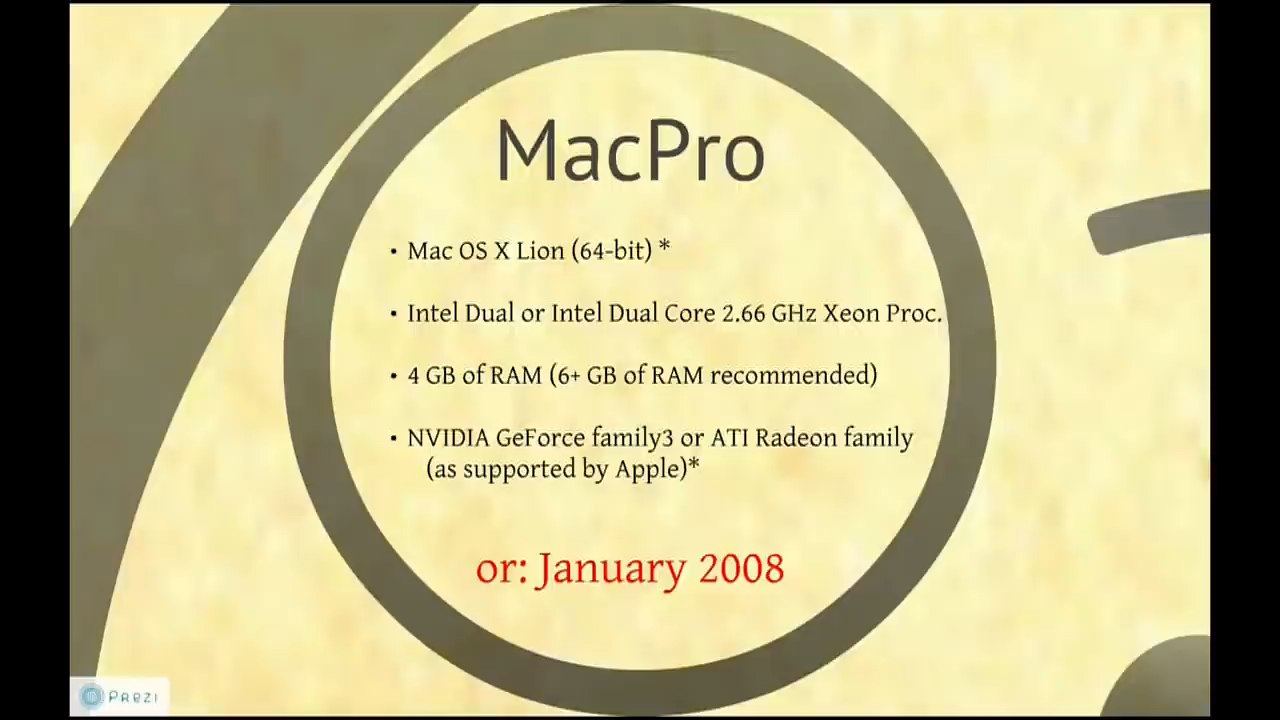 MacPro
• Mac OS X Lion (64-bit) *
• Intel Dual or Intel Dual Core 2.66 GHz Xeon Proc.
• 4 GB of RAM (6+ GB of RAM recommended)
• NVIDIA GeForce family3 or ATI Radeon family
(as supported by Apple)*
or: January 2008
Prezi